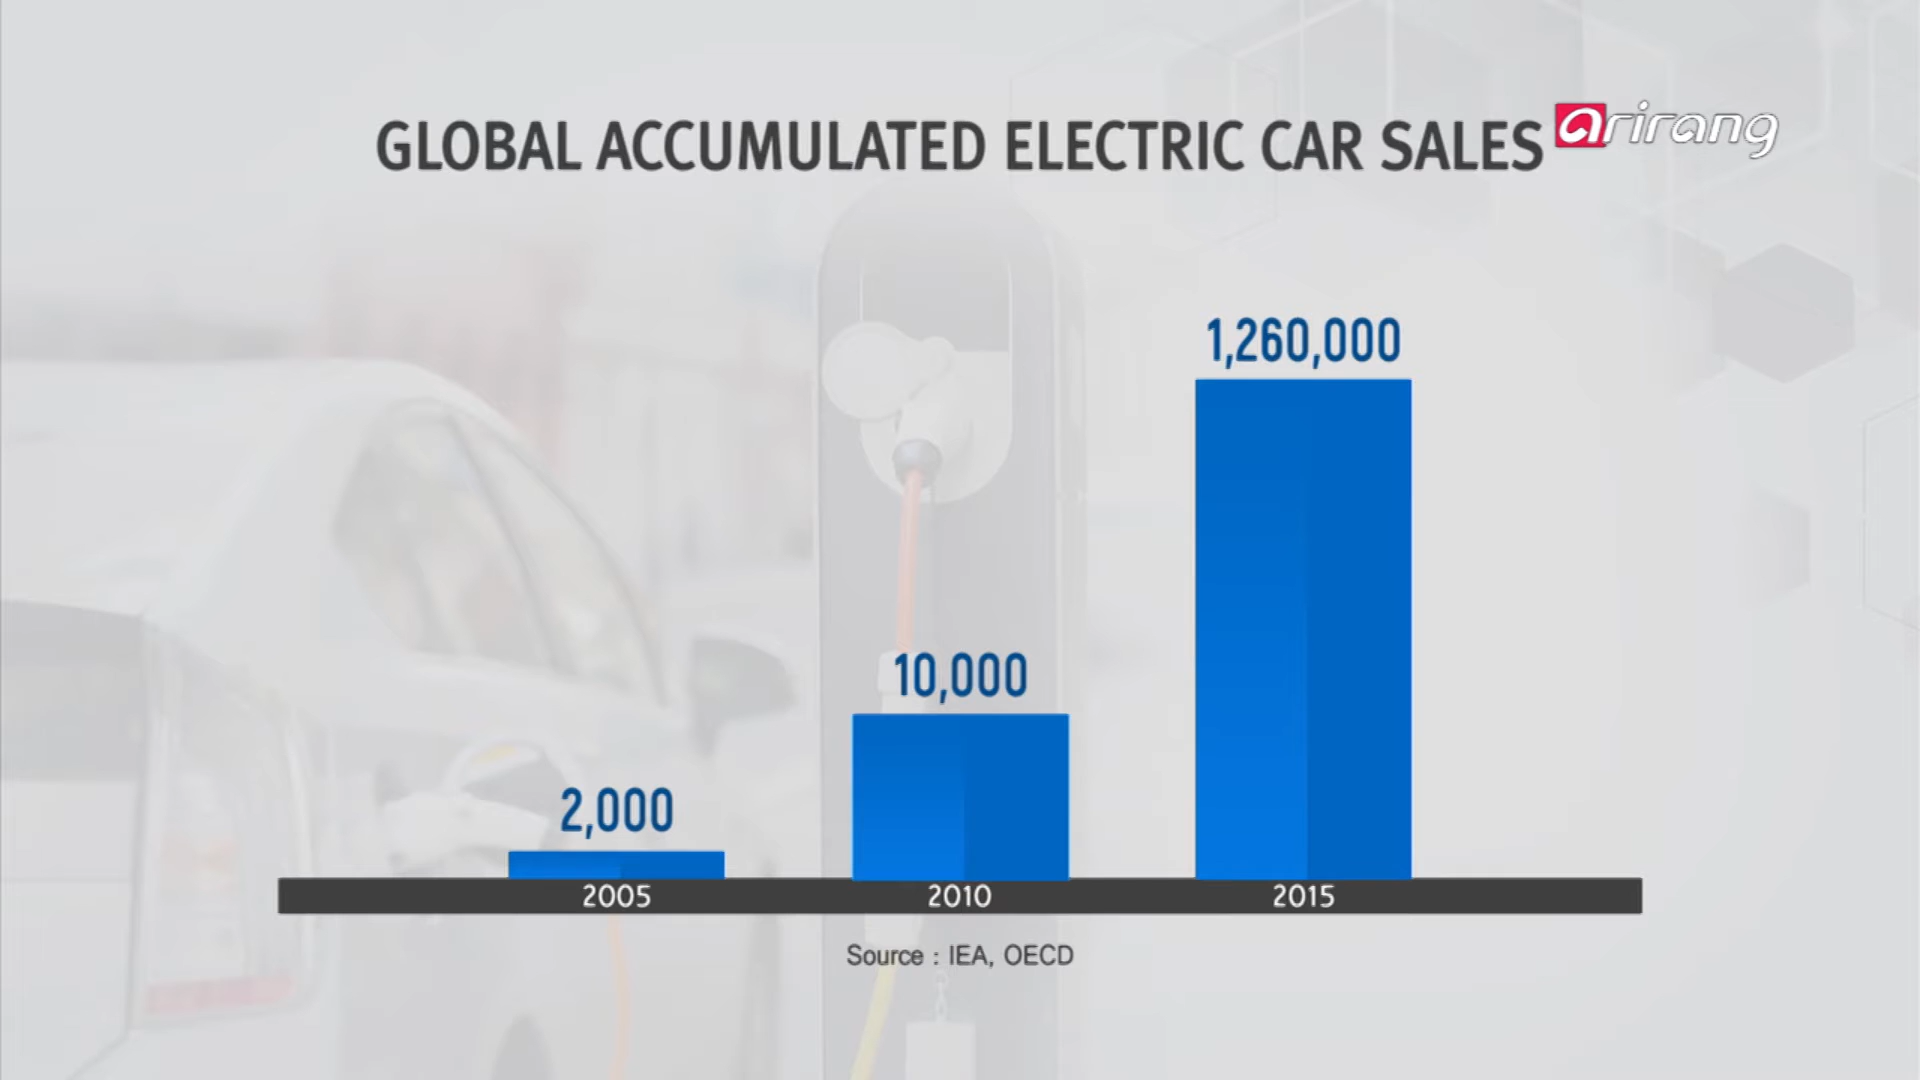 GLOBAL ACCUMULATED ELECTRIC CAR SALES
arirang
1,260,000
10,000
2,000
2005 2010 2015
Source : IEA, OECD